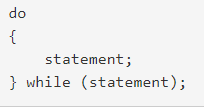 do
{
    statement;
} while (statement);